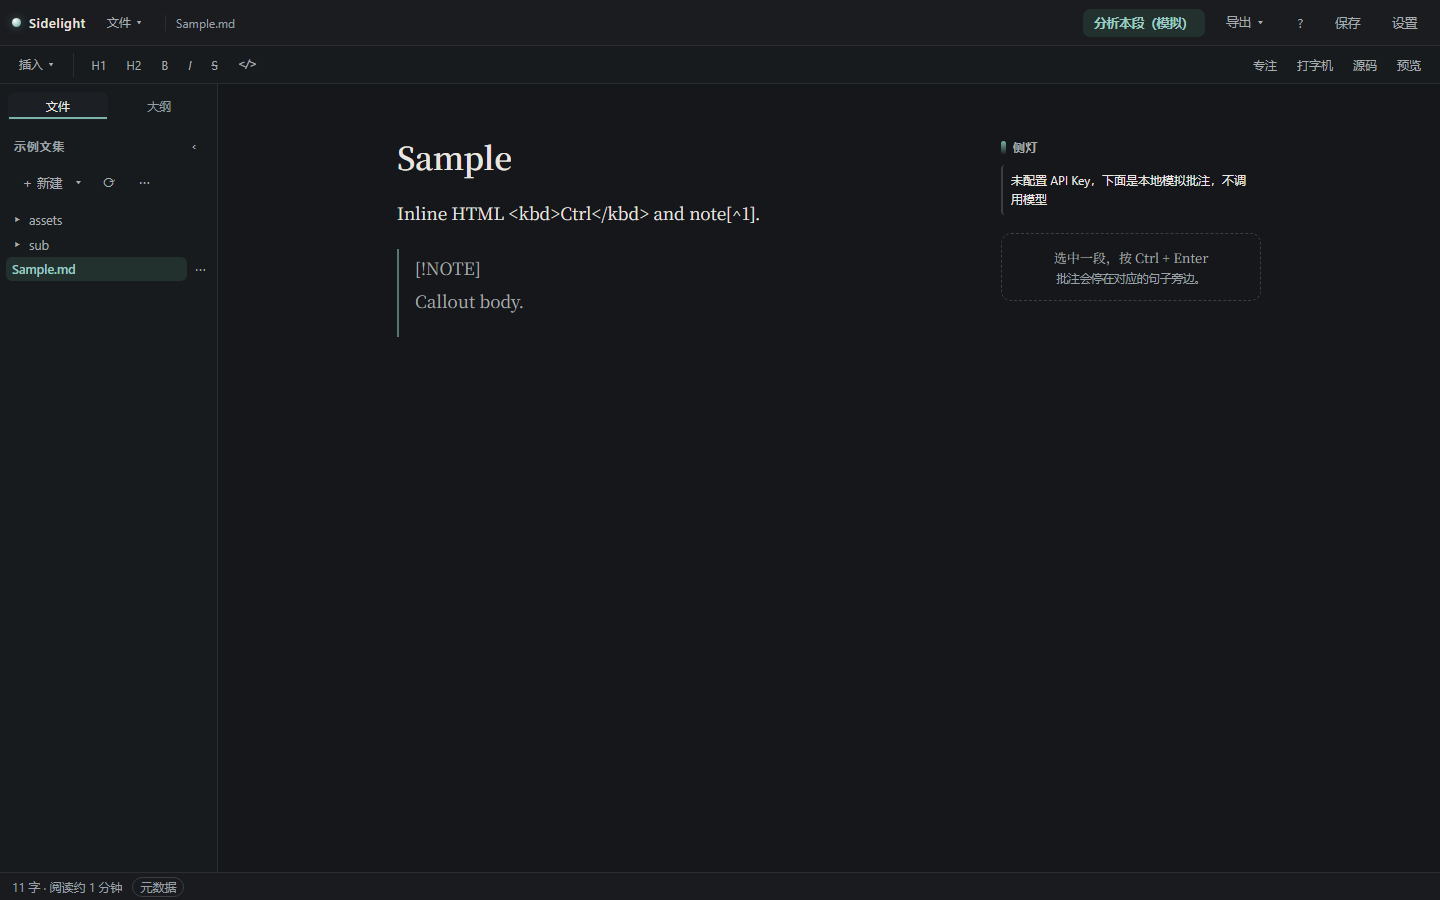 Sidelight 文件 Sample.md 分析本段（模拟） 导出 ? 保存 设置
插入 H1 H2 B I S </> 专注 打字机 源码 预览
文件 大纲
示例文集
+ 新建 ···
assets
sub
Sample.md ···
Sample
Inline HTML <kbd>Ctrl</kbd> and note[^1].
[!NOTE]
Callout body.
侧灯
未配置 API Key，下面是本地模拟批注，不调
用模型
选中一段，按 Ctrl + Enter
批注会停在对应的句子旁边。
11 字 · 阅读约 1 分钟 元数据